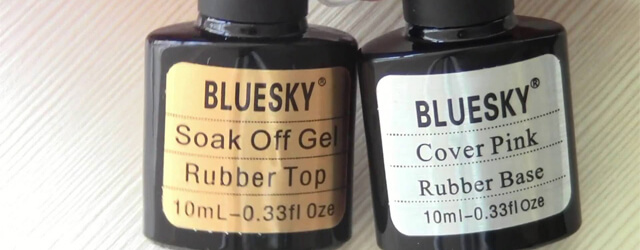 BLUESKY®
Soak Off Gel
Rubber Top
10mL-0.33fl Oze
BLUESKY®
Cover Pink
Rubber Base
10ml-0.33fl Oze